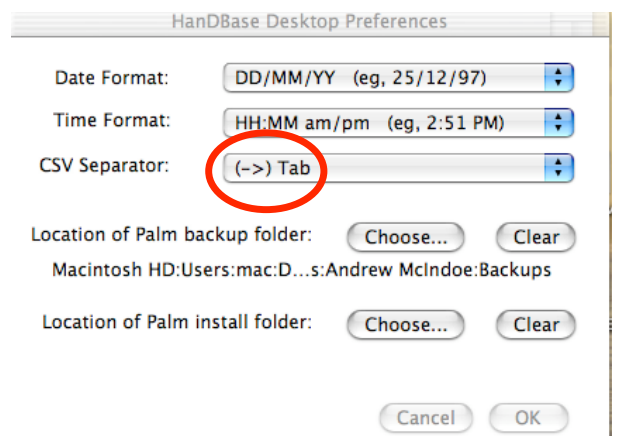 HanDBase Desktop Preferences
Date Format: DD/MM/YY (eg, 25/12/97)
Time Format: HH:MM am/pm (eg, 2:51 PM)
CSV Separator: (->) Tab
Location of Palm backup folder: Choose... Clear
Macintosh HD:Users:mac:D...s:Andrew McIndoe:Backups
Location of Palm install folder: Choose... Clear
Cancel OK